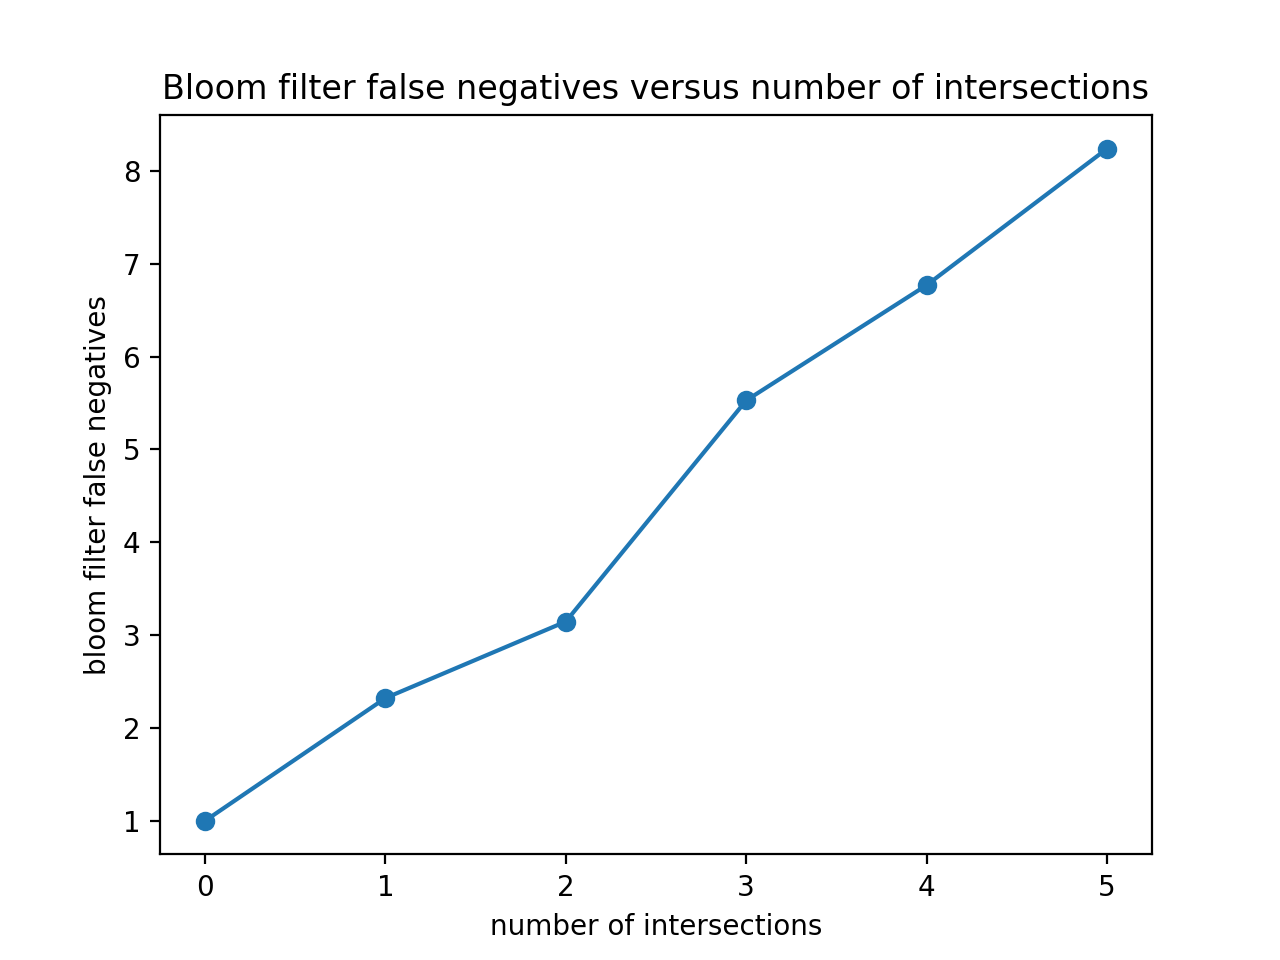 Bloom filter false negatives versus number of intersections
bloom filter false negatives
8
7
6
5
4
3
2
1
0 1 2 3 4 5
number of intersections